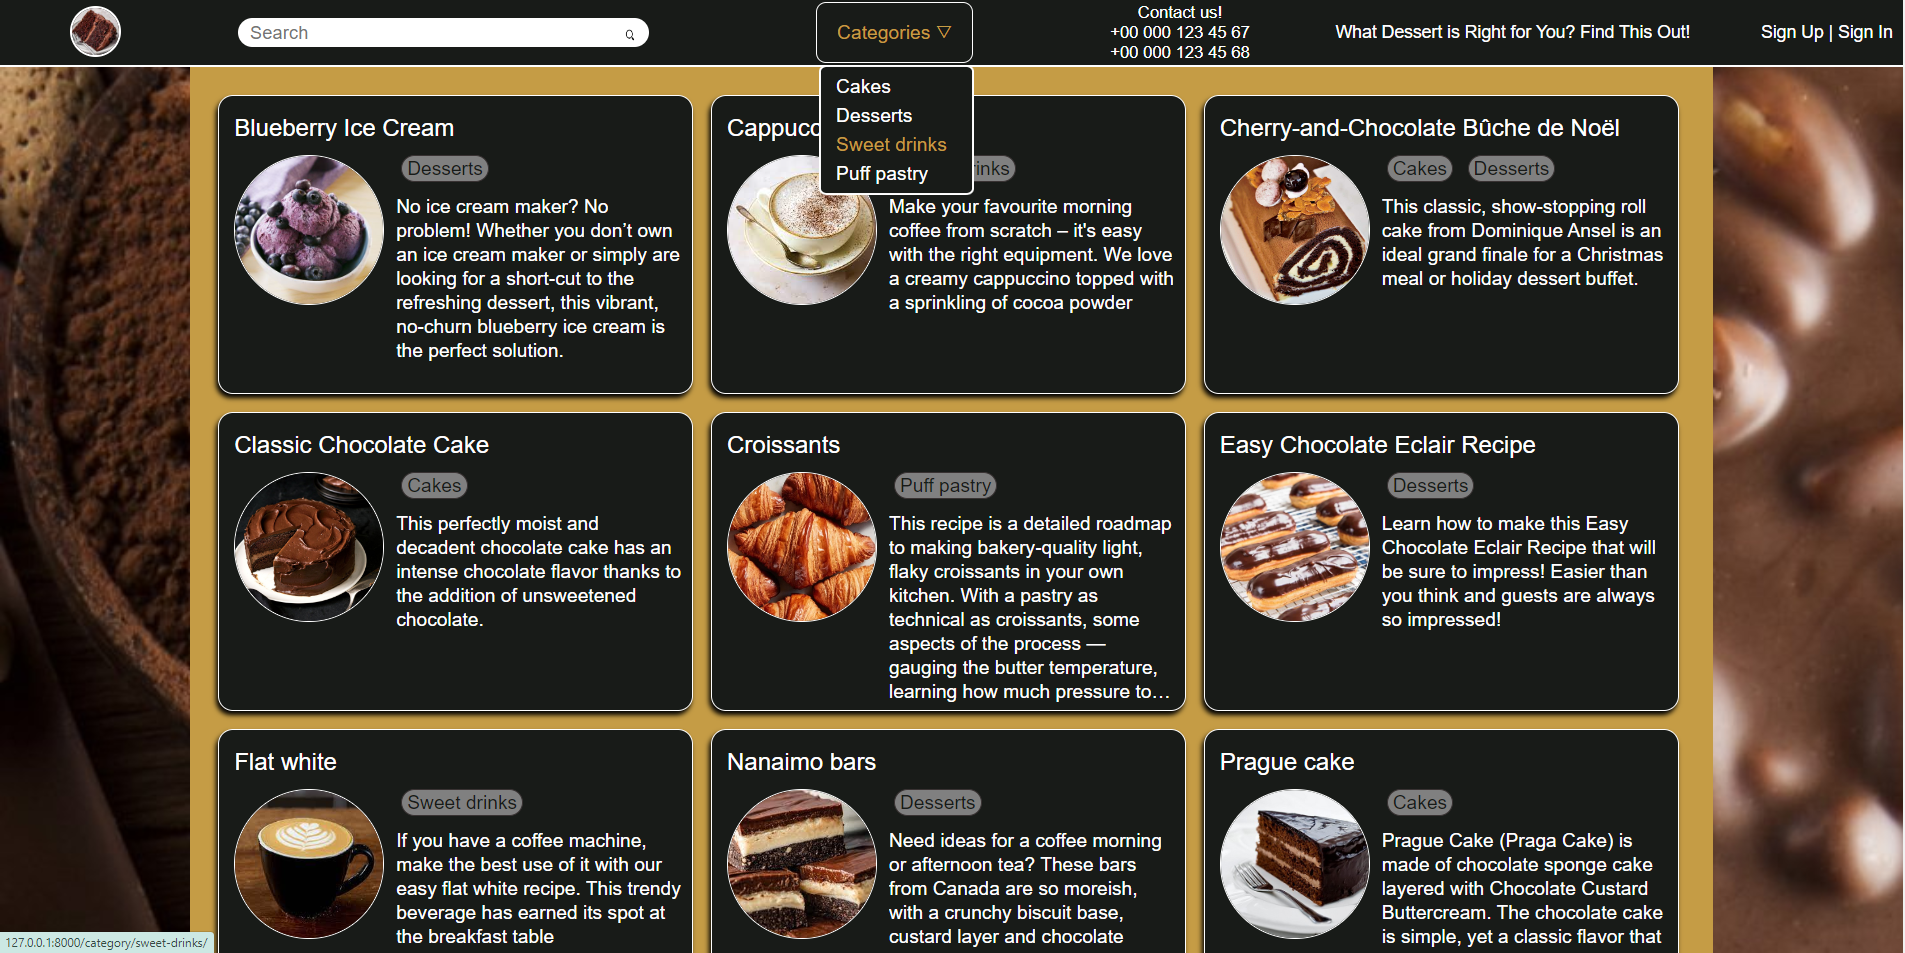 Search
Categories ▽
Contact us!
+00 000 123 45 67
+00 000 123 45 68
What Dessert is Right for You? Find This Out!
Sign Up | Sign In
Cakes
Desserts
Sweet drinks
Puff pastry
Blueberry Ice Cream
Desserts
No ice cream maker? No
problem! Whether you don’t own
an ice cream maker or simply are
looking for a short-cut to the
refreshing dessert, this vibrant,
no-churn blueberry ice cream is
the perfect solution.
Cappucc
rinks
Make your favourite morning
coffee from scratch – it's easy
with the right equipment. We love
a creamy cappuccino topped with
a sprinkling of cocoa powder
Cherry-and-Chocolate Bûche de Noël
Cakes Desserts
This classic, show-stopping roll
cake from Dominique Ansel is an
ideal grand finale for a Christmas
meal or holiday dessert buffet.
Classic Chocolate Cake
Cakes
This perfectly moist and
decadent chocolate cake has an
intense chocolate flavor thanks to
the addition of unsweetened
chocolate.
Croissants
Puff pastry
This recipe is a detailed roadmap
to making bakery-quality light,
flaky croissants in your own
kitchen. With a pastry as
technical as croissants, some
aspects of the process —
gauging the butter temperature,
learning how much pressure to…
Easy Chocolate Eclair Recipe
Desserts
Learn how to make this Easy
Chocolate Eclair Recipe that will
be sure to impress! Easier than
you think and guests are always
so impressed!
Flat white
Sweet drinks
If you have a coffee machine,
make the best use of it with our
easy flat white recipe. This trendy
beverage has earned its spot at
the breakfast table
Nanaimo bars
Desserts
Need ideas for a coffee morning
or afternoon tea? These bars
from Canada are so moreish,
with a crunchy biscuit base,
custard layer and chocolate
Prague cake
Cakes
Prague Cake (Praga Cake) is
made of chocolate sponge cake
layered with Chocolate Custard
Buttercream. The chocolate cake
is simple, yet a classic flavor that
127.0.0.1:8000/category/sweet-drinks/